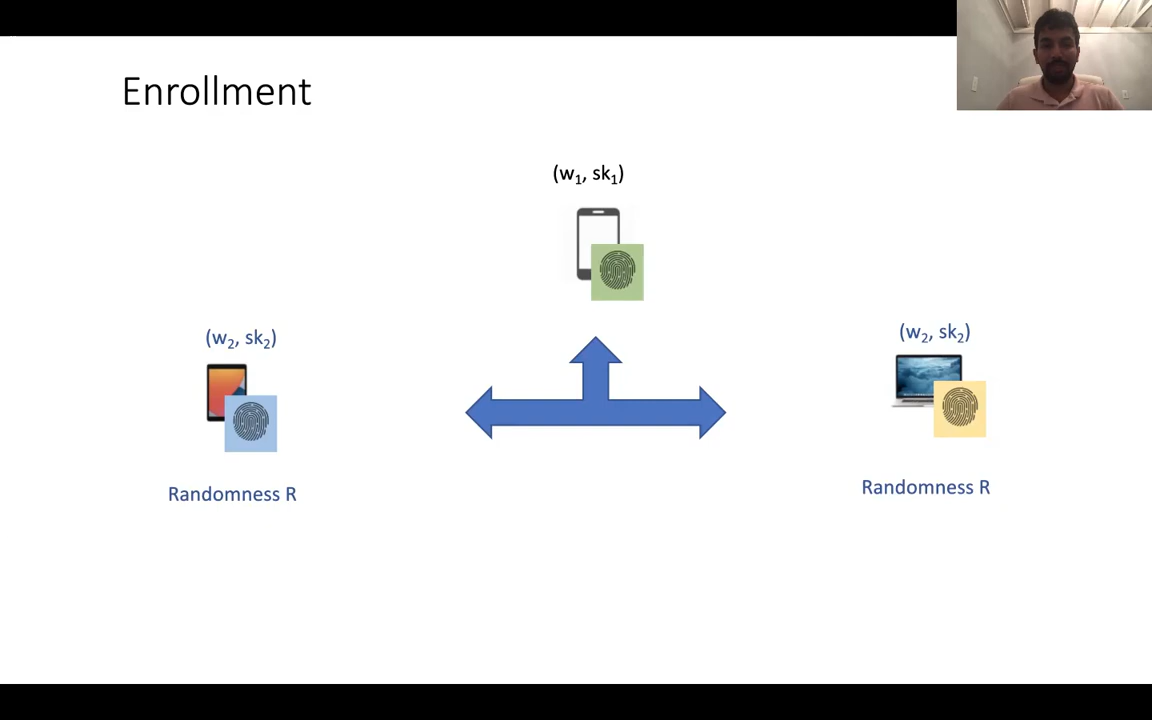 Enrollment
(w₁, sk₁)
(w₂, sk₂)
(w₂, sk₂)
Randomness R
Randomness R